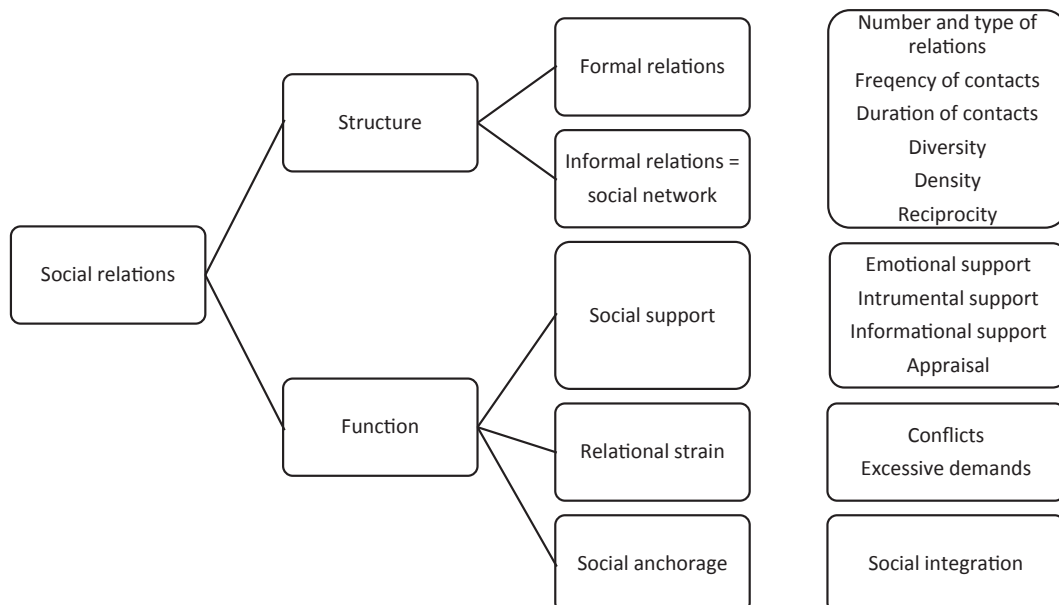 Social relations
Structure
Function
Formal relations
Informal relations =
social network
Social support
Relational strain
Social anchorage
Number and type of
relations
Freqency of contacts
Duration of contacts
Diversity
Density
Reciprocity
Emotional support
Intrumental support
Informational support
Appraisal
Conflicts
Excessive demands
Social integration